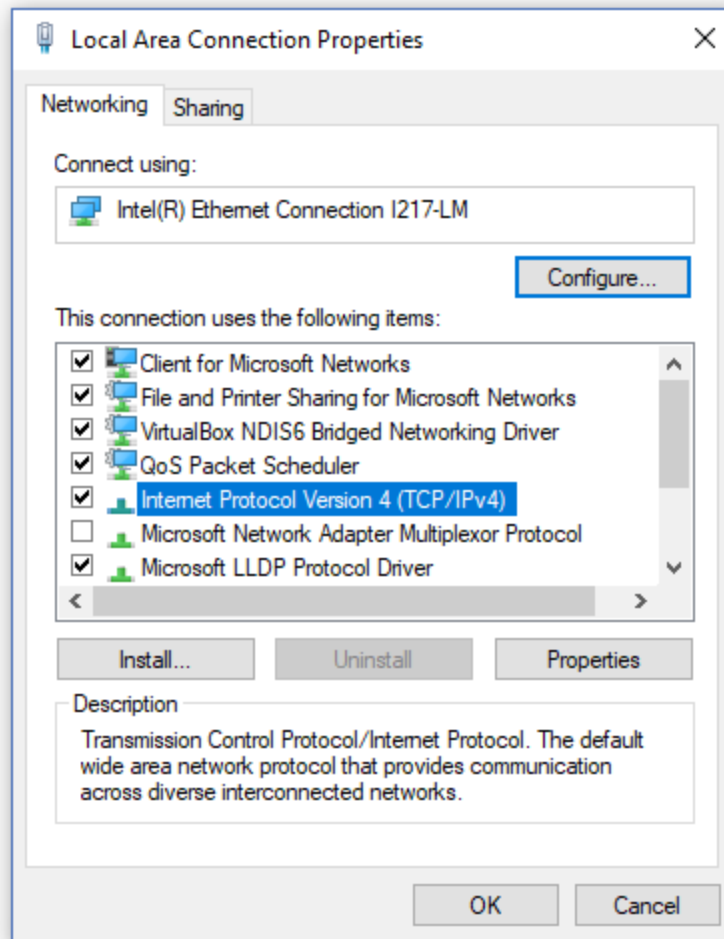 Local Area Connection Properties
Networking
Sharing
Connect using:
Intel(R) Ethernet Connection I217-LM
Configure...
This connection uses the following items:
Client for Microsoft Networks
File and Printer Sharing for Microsoft Networks
VirtualBox NDIS6 Bridged Networking Driver
QoS Packet Scheduler
Internet Protocol Version 4 (TCP/IPv4)
Microsoft Network Adapter Multiplexor Protocol
Microsoft LLDP Protocol Driver
Install...
Uninstall
Properties
Description
Transmission Control Protocol/Internet Protocol. The default
wide area network protocol that provides communication
across diverse interconnected networks.
OK
Cancel